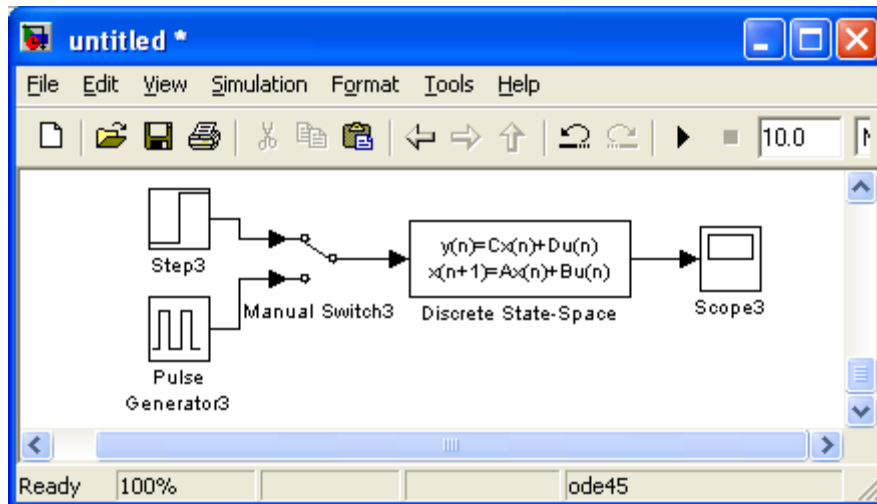 untitled *
File Edit View Simulation Format Tools Help
10.0
y(n)=Cx(n)+Du(n)
x(n+1)=Ax(n)+Bu(n)
Step3
Manual Switch3
Discrete State-Space
Scope3
Pulse
Generator3
Ready
100%
ode45